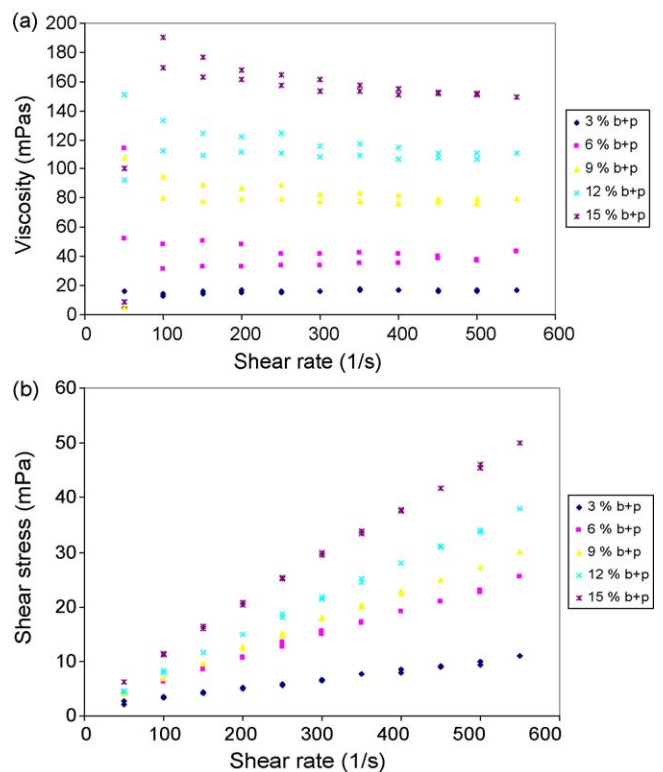 (a)
200
180
160
140
120
100
80
60
40
20
0
Viscosity (mPas)
0 100 200 300 400 500 600
Shear rate (1/s)
3 % b+p
6 % b+p
9 % b+p
12 % b+p
15 % b+p
(b)
60
50
40
30
20
10
0
Shear stress (mPa)
0 100 200 300 400 500 600
Shear rate (1/s)
3 % b+p
6 % b+p
9 % b+p
12 % b+p
15 % b+p